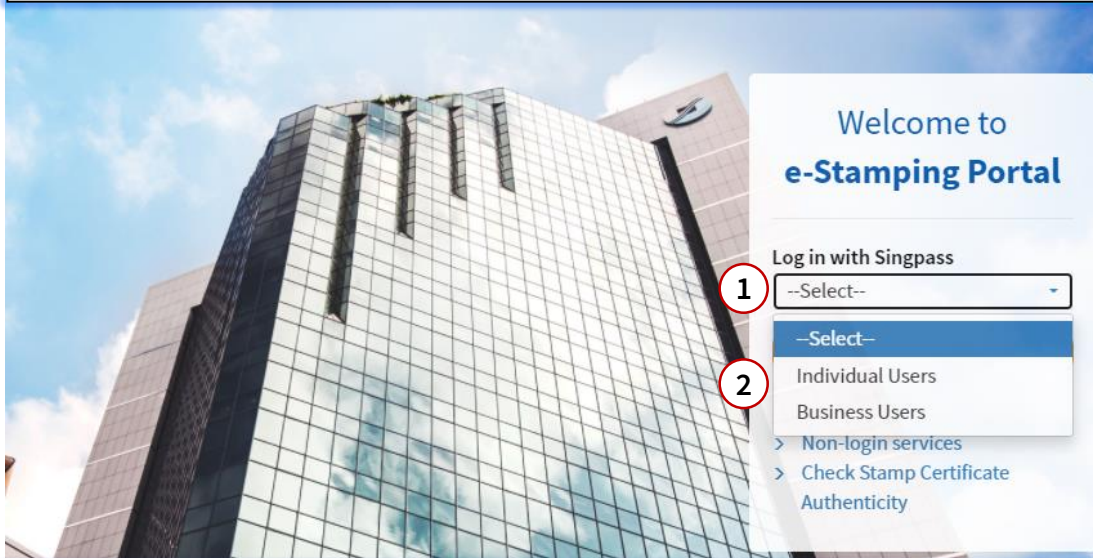 Welcome to
e-Stamping Portal
Log in with Singpass
1
--Select--
--Select--
2
Individual Users
Business Users
> Non-login services
> Check Stamp Certificate
Authenticity